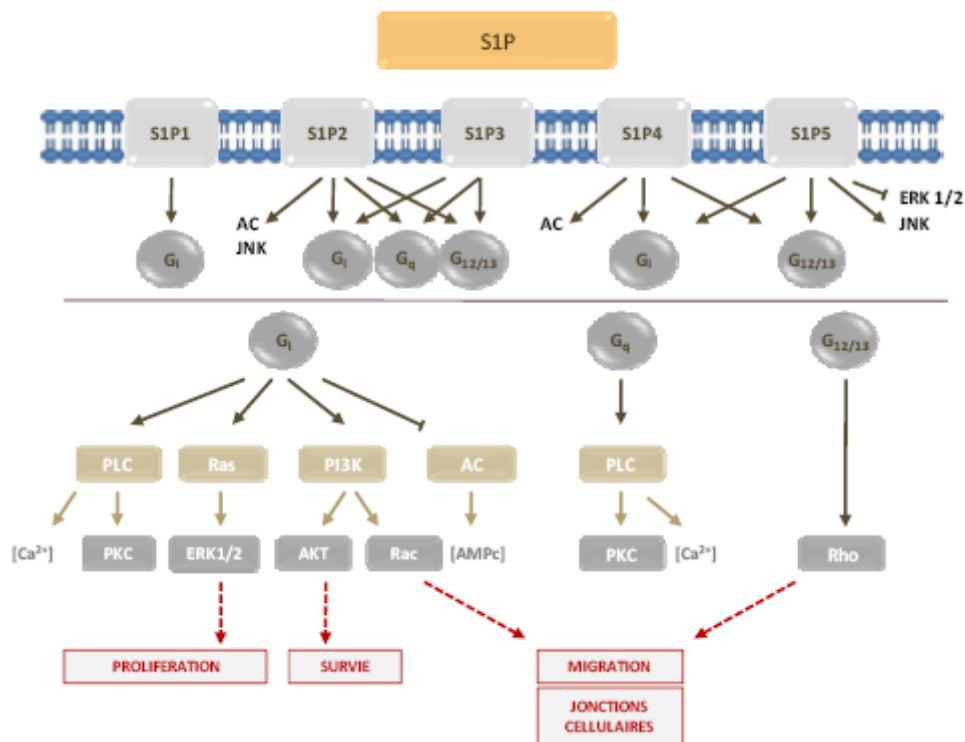 S1P
S1P1 S1P2 S1P3 S1P4 S1P5
ERK 1/2
AC AC JNK
JNK
Gi Gi Gq G12/13 Gi G12/13
Gi Gq G12/13
PLC Ras PI3K AC PLC
[Ca2+] PKC ERK1/2 AKT Rac [AMPc] PKC [Ca2+] Rho
PROLIFERATION SURVIE MIGRATION
JONCTIONS
CELLULAIRES